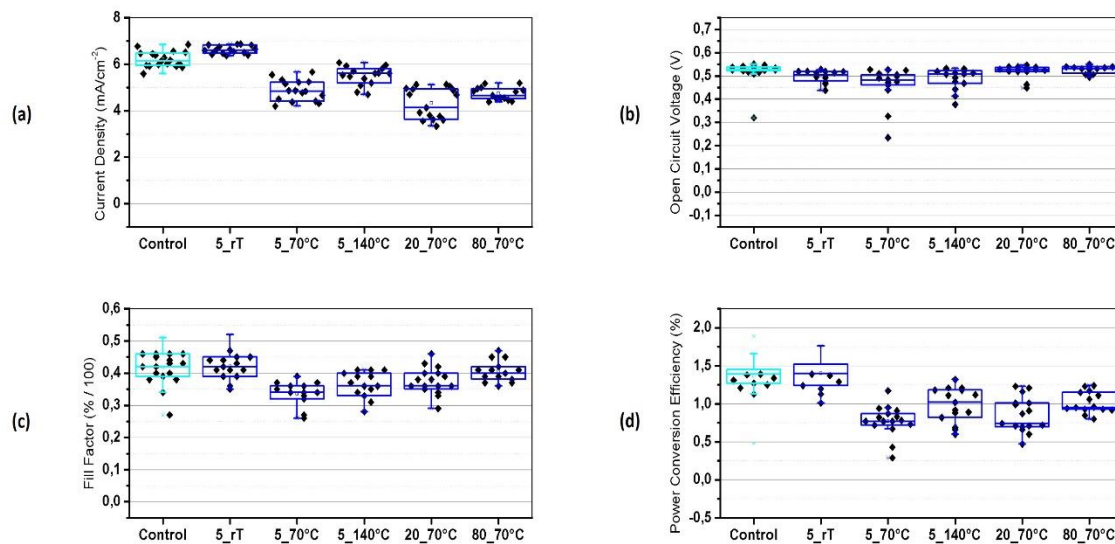 (a)
Current Density (mA/cm⁻²)
8
6
4
2
0
Control 5_rT 5_70°C 5_140°C 20_70°C 80_70°C
(b)
Open Circuit Voltage (V)
0,7
0,6
0,5
0,4
0,3
0,2
0,1
0,0
-0,1
Control 5_rT 5_70°C 5_140°C 20_70°C 80_70°C
(c)
Fill Factor (% / 100)
0,6
0,5
0,4
0,3
0,2
0,1
0,0
Control 5_rT 5_70°C 5_140°C 20_70°C 80_70°C
(d)
Power Conversion Efficiency (%)
2,0
1,5
1,0
0,5
0,0
-0,5
Control 5_rT 5_70°C 5_140°C 20_70°C 80_70°C